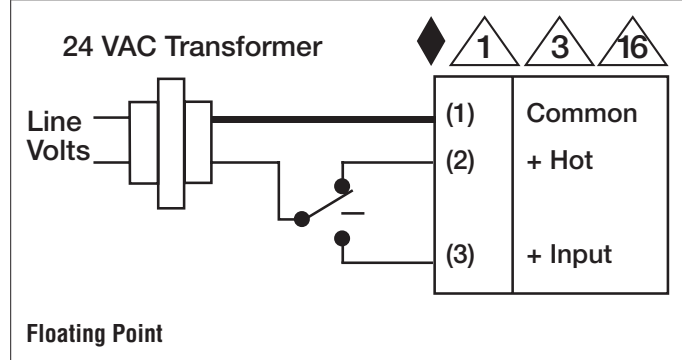 24 VAC Transformer
1 3 16
Line
Volts
(1) Common
(2) + Hot
(3) + Input
Floating Point